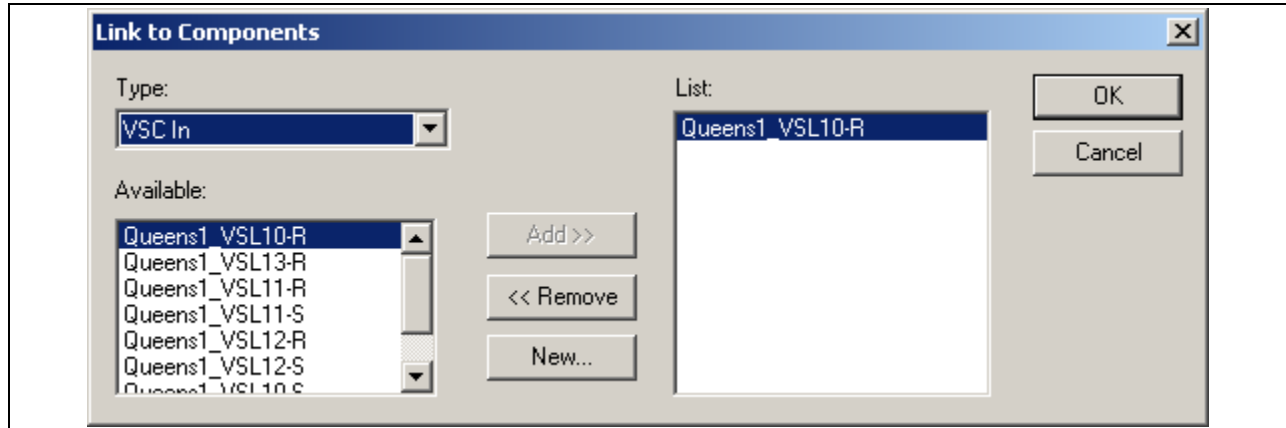 Link to Components
Type:
VSC In
Available:
Queens1_VSL10-R
Queens1_VSL13-R
Queens1_VSL11-R
Queens1_VSL11-S
Queens1_VSL12-R
Queens1_VSL12-S
Queens1_VSL10-S
Add >>
<< Remove
New...
List:
Queens1_VSL10-R
OK
Cancel